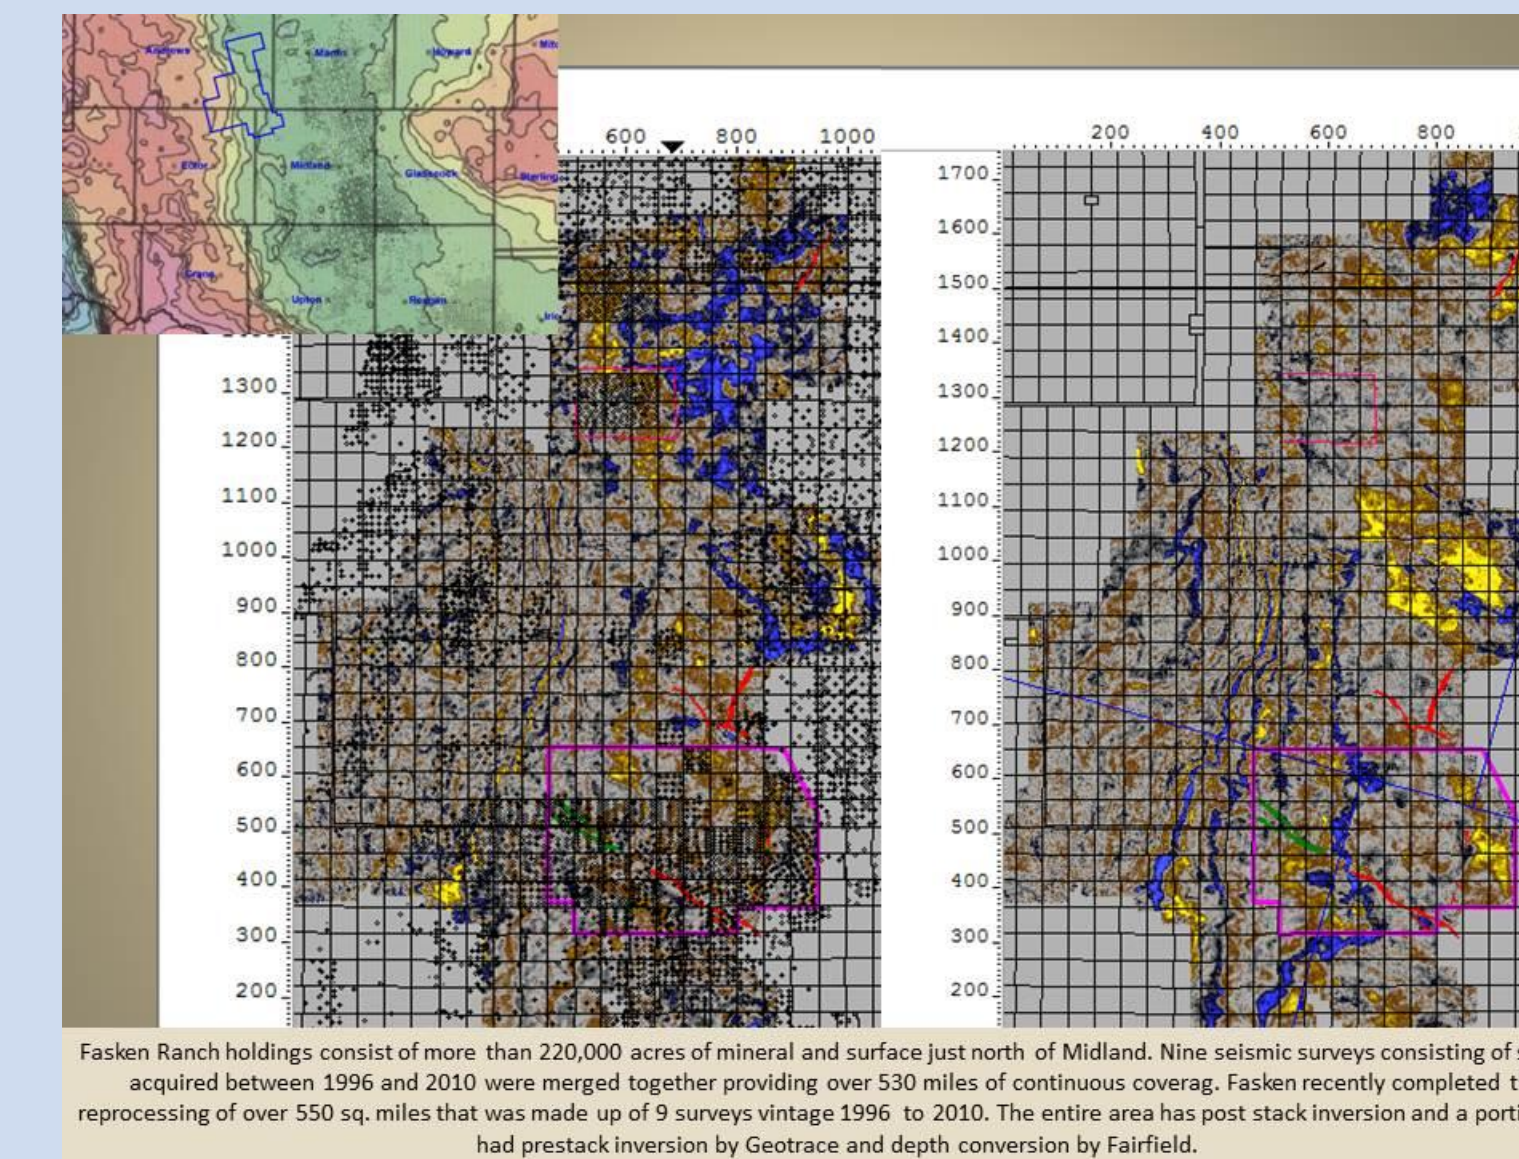 Andrews
Martin
Howard
Ector
Midland
Glasscock
Sterling
Crane
Upton
Reagan
600 800 1000
200 400 600 800
1700
1600
1500
1400
1300
1200
1100
1000
900
800
700
600
500
400
300
200
1300
1200
1100
1000
900
800
700
600
500
400
300
200
Fasken Ranch holdings consist of more than 220,000 acres of mineral and surface just north of Midland. Nine seismic surveys consisting of
acquired between 1996 and 2010 were merged together providing over 530 miles of continuous coverag. Fasken recently completed
reprocessing of over 550 sq. miles that was made up of 9 surveys vintage 1996 to 2010. The entire area has post stack inversion and a porti
had prestack inversion by Geotrace and depth conversion by Fairfield.